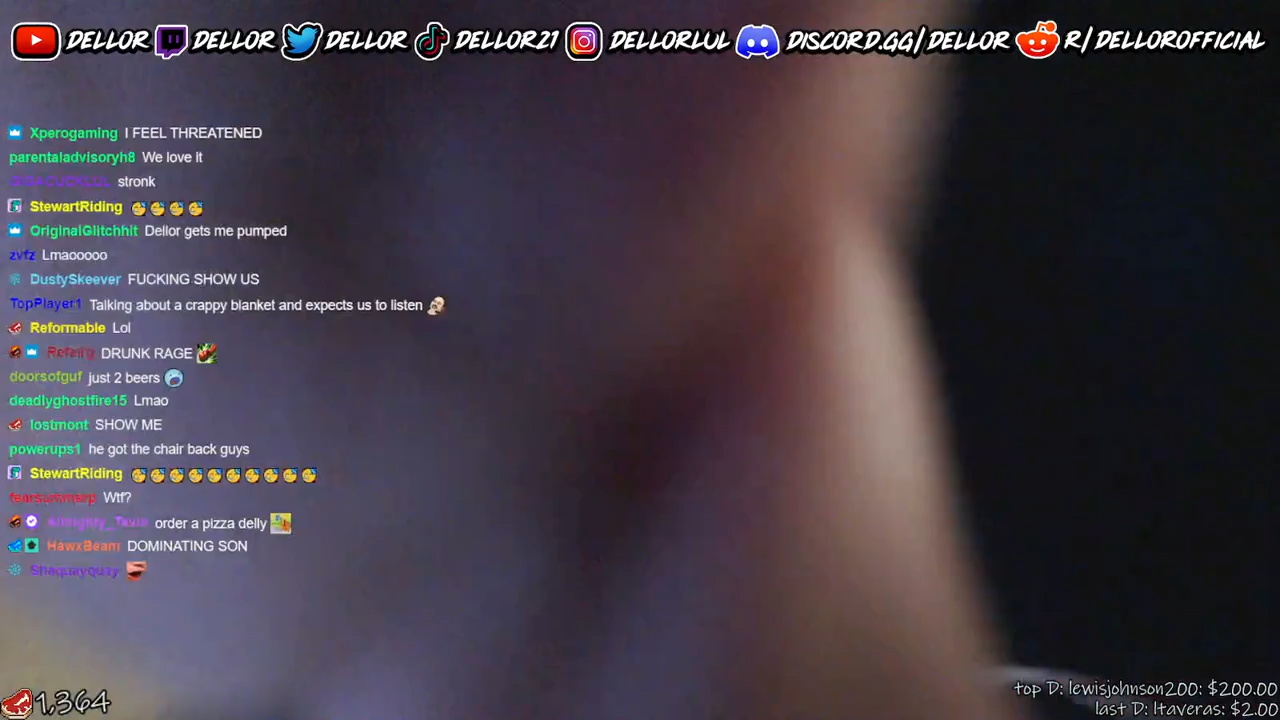 DELLOR DELLOR DELLOR DELLOR21 DELLORLUL DISCORD.GG/DELLOR R/DELLOROFFICIAL
Xperogaming I FEEL THREATENED
parentaladvisoryh8 We love it
stronk
StewartRiding
OriginalGlitchhit Dellor gets me pumped
zvfz Lmaooooo
DustySkeever FUCKING SHOW US
TopPlayer1 Talking about a crappy blanket and expects us to listen
Reformable Lol
DRUNK RAGE
doorsofguf just 2 beers
deadlyghostfire15 Lmao
lostmont SHOW ME
powerups1 he got the chair back guys
StewartRiding
Wtf?
Almighty_Tavis order a pizza delly
HawxBeam DOMINATING SON
Shaquayquay
1,364
top D: lewisjohnson200: $200.00
last D: ltaveras: $2.00